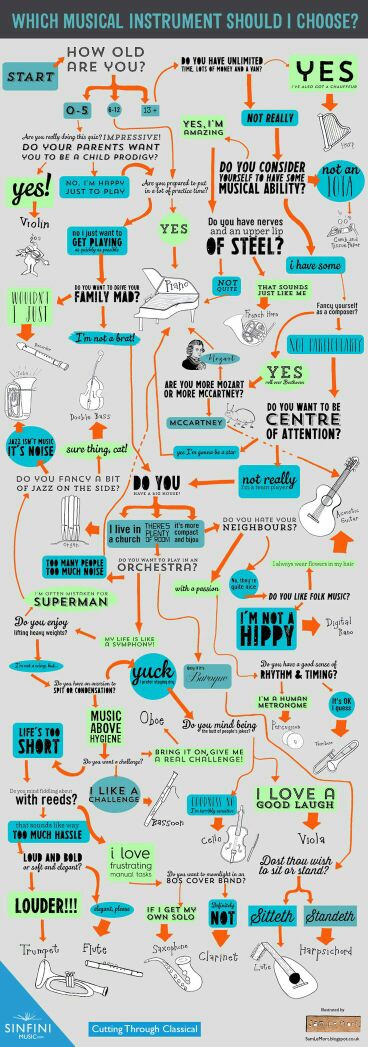 WHICH MUSICAL INSTRUMENT SHOULD I CHOOSE?
START
HOW OLD
ARE YOU?
0-5
6-12
13+
DO YOU HAVE UNLIMITED
TIME, LOTS OF MONEY AND A VAN?
YES
I'VE ALSO GOT A CHAUFFEUR
Harp
NOT REALLY
Are you really doing this quiz? IMPRESSIVE!
DO YOUR PARENTS WANT
YOU TO BE A CHILD PRODIGY?
yes!
Violin
NO, I'M HAPPY
JUST TO PLAY
Are you prepared to put
in a lot of practice time?
YES, I'M
AMAZING
DO YOU CONSIDER
YOURSELF TO HAVE SOME
MUSICAL ABILITY?
not an
IOTA
Comb and
Tissue Paper
no i just want to
GET PLAYING
as quickly as possible
YES
Do you have nerves
and an upper lip
OF STEEL?
i have some
WOULDN'T
I JUST
DO YOU WANT TO DRIVE YOUR
FAMILY MAD?
Piano
NOT
QUITE
THAT SOUNDS
JUST LIKE ME
French Horn
Fancy yourself
as a composer?
I'm not a brat!
Recorder
NOT PARTICULARLY
Mozart
YES
roll over Beethoven
Tuba
Double Bass
ARE YOU MORE MOZART
OR MORE MCCARTNEY?
MCCARTNEY
DO YOU WANT TO BE
CENTRE
OF ATTENTION?
JAZZ ISN'T MUSIC
IT'S NOISE
sure thing, cat!
yes I'm gonna be a star
DO YOU FANCY A BIT
OF JAZZ ON THE SIDE?
DO YOU
HAVE A BIG HOUSE?
not really
I'm a team player
Acoustic
Guitar
Organ
I live in
a church
THERE'S
PLENTY
OF ROOM
it's more
compact
and bijou
DO YOU HATE YOUR
NEIGHBOURS?
TOO MANY PEOPLE
TOO MUCH NOISE
DO YOU WANT TO PLAY IN AN
ORCHESTRA?
with a passion
No, they're
quite nice
I always wear flowers in my hair
DO YOU LIKE FOLK MUSIC?
I'M OFTEN MISTAKEN FOR
SUPERMAN
I'M NOT A
HIPPY
Digital
Piano
Do you enjoy
lifting heavy weights?
MY LIFE IS LIKE
A SYMPHONY!
yuck
Only if it's
Baroque
Do you have a good sense of
RHYTHM & TIMING?
Do you have an aversion to
SPIT OR CONDENSATION?
I'M A HUMAN
METRONOME
IT'S OK
I guess
MUSIC
ABOVE
HYGIENE
Oboe
Do you mind being
the butt of people's jokes?
Percussion
Trombone
LIFE'S TOO
SHORT
BRING IT ON, GIVE ME
A REAL CHALLENGE!
Do you want a challenge?
I LIKE A
CHALLENGE
Bassoon
GOODNESS NO
I'm terribly sensitive
I LOVE A
GOOD LAUGH
Do you mind fiddling about
with reeds?
that sounds like way
TOO MUCH HASSLE
Cello
Viola
LOUD AND BOLD
or soft and elegant?
i love
frustrating
manual tasks
Do you want to moonlight in an
80S COVER BAND?
Dost thou wish
to sit or stand?
LOUDER!!!
elegant, please
IF I GET MY
OWN SOLO
Definitely
NOT
Sitteth
Standeth
Trumpet
Flute
Saxophone
Clarinet
Lute
Harpsichord
SINFINI
MUSIC.COM
Cutting Through Classical
Illustrated by
SamLeMort.blogspot.co.uk